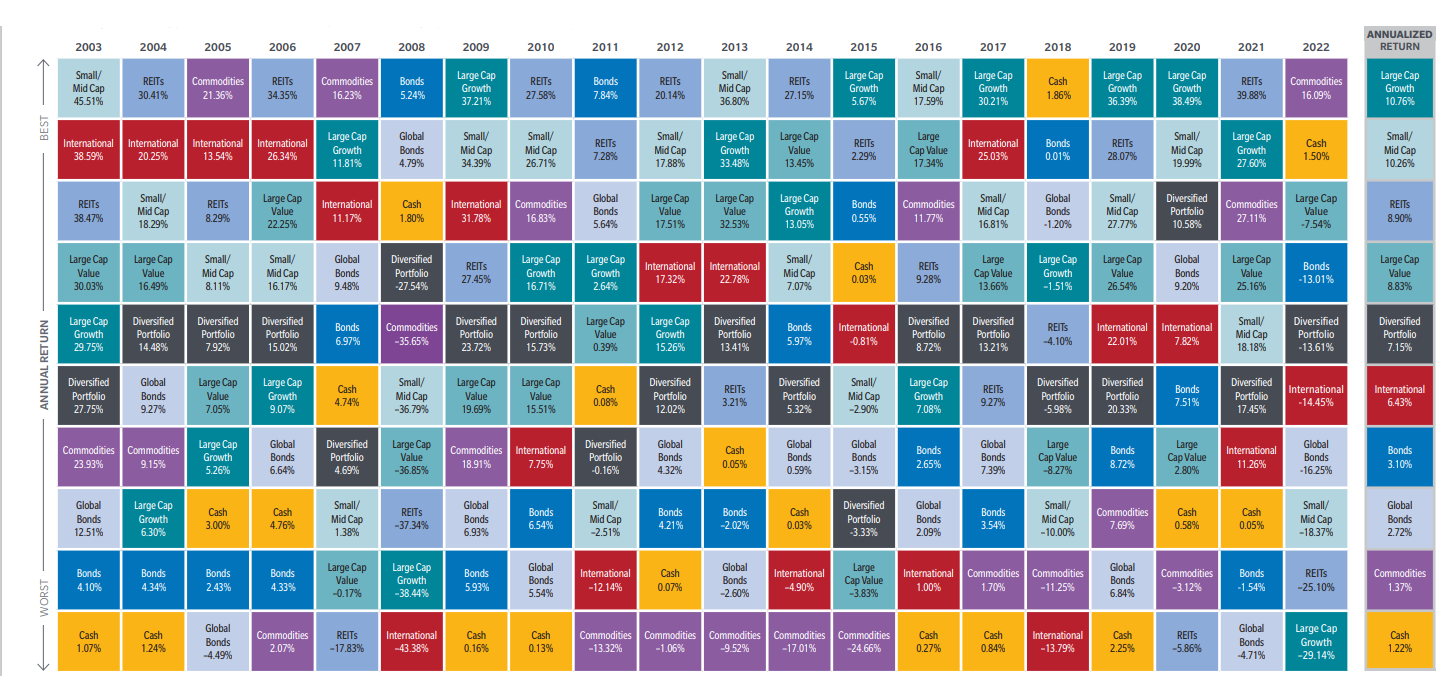 2003
2004
2005
2006
2007
2008
2009
2010
2011
2012
2013
2014
2015
2016
2017
2018
2019
2020
2021
2022
ANNUALIZED
RETURN
BEST
ANNUAL RETURN
WORST
Small/
Mid Cap
45.51%
REITs
30.41%
Commodities
21.36%
REITs
34.35%
Commodities
16.23%
Bonds
5.24%
Large Cap
Growth
37.21%
REITs
27.58%
Bonds
7.84%
REITs
20.14%
Small/
Mid Cap
36.80%
REITs
27.15%
Large Cap
Growth
5.67%
Small/
Mid Cap
17.59%
Large Cap
Growth
30.21%
Cash
1.86%
Large Cap
Growth
36.39%
Large Cap
Growth
38.49%
REITs
39.88%
Commodities
16.09%
Large Cap
Growth
10.76%
International
38.59%
International
20.25%
International
13.54%
International
26.34%
Large Cap
Growth
11.81%
Global
Bonds
4.79%
Small/
Mid Cap
34.39%
Small/
Mid Cap
26.71%
REITs
7.28%
Small/
Mid Cap
17.88%
Large Cap
Growth
33.48%
Large Cap
Value
13.45%
REITs
2.29%
Large
Cap Value
17.34%
International
25.03%
Bonds
0.01%
REITs
28.07%
Small/
Mid Cap
19.99%
Large Cap
Growth
27.60%
Cash
1.50%
Small/
Mid Cap
10.26%
REITs
38.47%
Small/
Mid Cap
18.29%
REITs
8.29%
Large Cap
Value
22.25%
International
11.17%
Cash
1.80%
International
31.78%
Commodities
16.83%
Global
Bonds
5.64%
Large Cap
Value
17.51%
Large Cap
Value
32.53%
Large Cap
Growth
13.05%
Bonds
0.55%
Commodities
11.77%
Small/
Mid Cap
16.81%
Global
Bonds
-1.20%
Small/
Mid Cap
27.77%
Diversified
Portfolio
10.58%
Commodities
27.11%
Large Cap
Value
-7.54%
REITs
8.90%
Large Cap
Value
30.03%
Large Cap
Value
16.49%
Small/
Mid Cap
8.11%
Small/
Mid Cap
16.17%
Global
Bonds
9.48%
Diversified
Portfolio
-27.54%
REITs
27.45%
Large Cap
Growth
16.71%
Large Cap
Growth
2.64%
International
17.32%
International
22.78%
Small/
Mid Cap
7.07%
Cash
0.03%
REITs
9.28%
Large
Cap Value
13.66%
Large Cap
Growth
−1.51%
Large Cap
Value
26.54%
Global
Bonds
9.20%
Large Cap
Value
25.16%
Bonds
-13.01%
Large Cap
Value
8.83%
Large Cap
Growth
29.75%
Diversified
Portfolio
14.48%
Diversified
Portfolio
7.92%
Diversified
Portfolio
15.02%
Bonds
6.97%
Commodities
−35.65%
Diversified
Portfolio
23.72%
Diversified
Portfolio
15.73%
Large Cap
Value
0.39%
Large Cap
Growth
15.26%
Diversified
Portfolio
13.41%
Bonds
5.97%
International
-0.81%
Diversified
Portfolio
8.72%
Diversified
Portfolio
13.21%
REITs
−4.10%
International
22.01%
International
7.82%
Small/
Mid Cap
18.18%
Diversified
Portfolio
-13.61%
Diversified
Portfolio
7.15%
Diversified
Portfolio
27.75%
Global
Bonds
9.27%
Large Cap
Value
7.05%
Large Cap
Growth
9.07%
Cash
4.74%
Small/
Mid Cap
−36.79%
Large Cap
Value
19.69%
Large Cap
Value
15.51%
Cash
0.08%
Diversified
Portfolio
12.02%
REITs
3.21%
Diversified
Portfolio
5.32%
Small/
Mid Cap
−2.90%
Large Cap
Growth
7.08%
REITs
9.27%
Diversified
Portfolio
-5.98%
Diversified
Portfolio
20.33%
Bonds
7.51%
Diversified
Portfolio
17.45%
International
-14.45%
International
6.43%
Commodities
23.93%
Commodities
9.15%
Large Cap
Growth
5.26%
Global
Bonds
6.64%
Diversified
Portfolio
4.69%
Large Cap
Value
−36.85%
Commodities
18.91%
International
7.75%
Diversified
Portfolio
-0.16%
Global
Bonds
4.32%
Cash
0.05%
Global
Bonds
0.59%
Global
Bonds
−3.15%
Bonds
2.65%
Global
Bonds
7.39%
Large
Cap Value
−8.27%
Bonds
8.72%
Large
Cap Value
2.80%
International
11.26%
Global
Bonds
-16.25%
Bonds
3.10%
Global
Bonds
12.51%
Large Cap
Growth
6.30%
Cash
3.00%
Cash
4.76%
Small/
Mid Cap
1.38%
REITs
−37.34%
Global
Bonds
6.93%
Bonds
6.54%
Small/
Mid Cap
−2.51%
Bonds
4.21%
Bonds
−2.02%
Cash
0.03%
Diversified
Portfolio
−3.33%
Global
Bonds
2.09%
Bonds
3.54%
Small/
Mid Cap
−10.00%
Commodities
7.69%
Cash
0.58%
Cash
0.05%
Small/
Mid Cap
-18.37%
Global
Bonds
2.72%
Bonds
4.10%
Bonds
4.34%
Bonds
2.43%
Bonds
4.33%
Large Cap
Value
-0.17%
Large Cap
Growth
−38.44%
Bonds
5.93%
Global
Bonds
5.54%
International
−12.14%
Cash
0.07%
Global
Bonds
−2.60%
International
−4.90%
Large
Cap Value
−3.83%
International
1.00%
Commodities
1.70%
Commodities
−11.25%
Global
Bonds
6.84%
Commodities
−3.12%
Bonds
-1.54%
REITs
-25.10%
Commodities
1.37%
Cash
1.07%
Cash
1.24%
Global
Bonds
−4.49%
Commodities
2.07%
REITs
−17.83%
International
−43.38%
Cash
0.16%
Cash
0.13%
Commodities
−13.32%
Commodities
−1.06%
Commodities
−9.52%
Commodities
−17.01%
Commodities
−24.66%
Cash
0.27%
Cash
0.84%
International
−13.79%
Cash
2.25%
REITs
-5.86%
Global
Bonds
-4.71%
Large Cap
Growth
-29.14%
Cash
1.22%